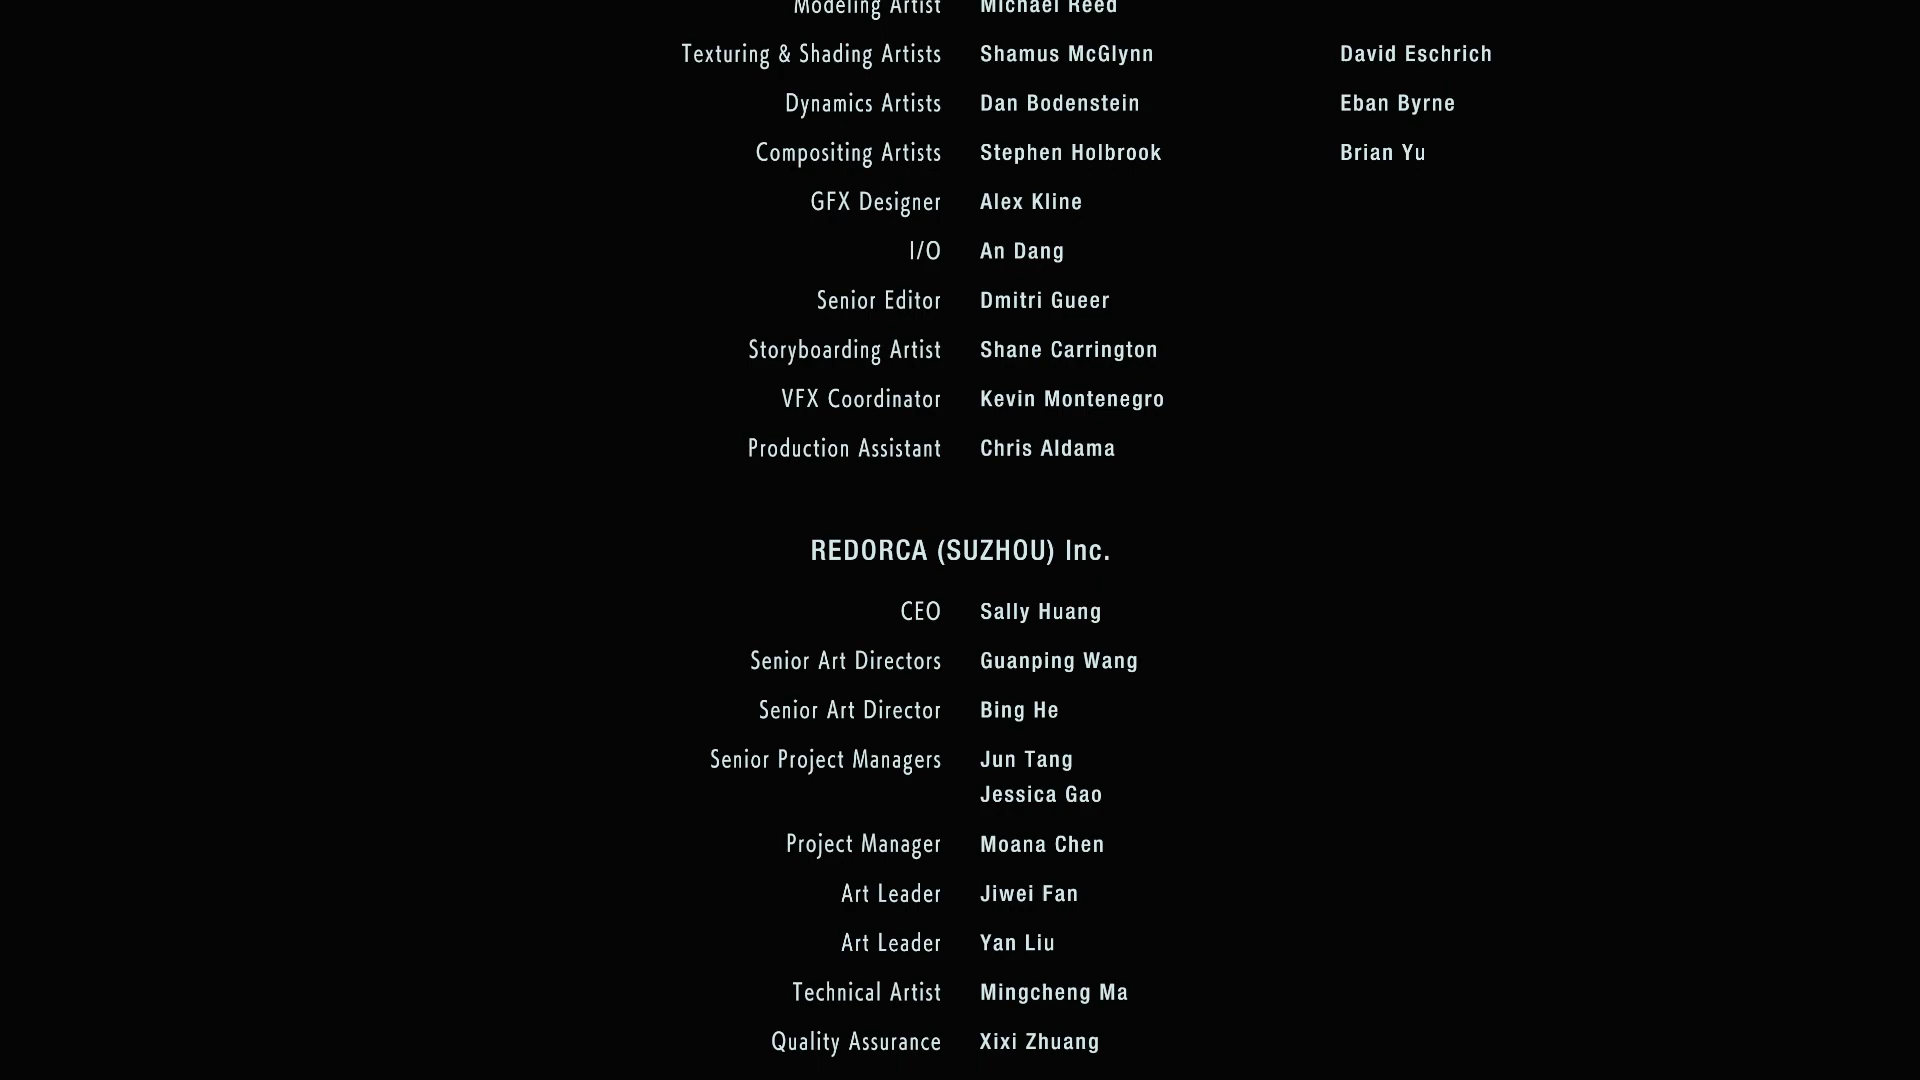 Modeling Artist Michael Reed
Texturing & Shading Artists Shamus McGlynn David Eschrich
Dynamics Artists Dan Bodenstein Eban Byrne
Compositing Artists Stephen Holbrook Brian Yu
GFX Designer Alex Kline
I/O An Dang
Senior Editor Dmitri Gueer
Storyboarding Artist Shane Carrington
VFX Coordinator Kevin Montenegro
Production Assistant Chris Aldama
REDORCA (SUZHOU) Inc.
CEO Sally Huang
Senior Art Directors Guanping Wang
Senior Art Director Bing He
Senior Project Managers Jun Tang
Jessica Gao
Project Manager Moana Chen
Art Leader Jiwei Fan
Art Leader Yan Liu
Technical Artist Mingcheng Ma
Quality Assurance Xixi Zhuang